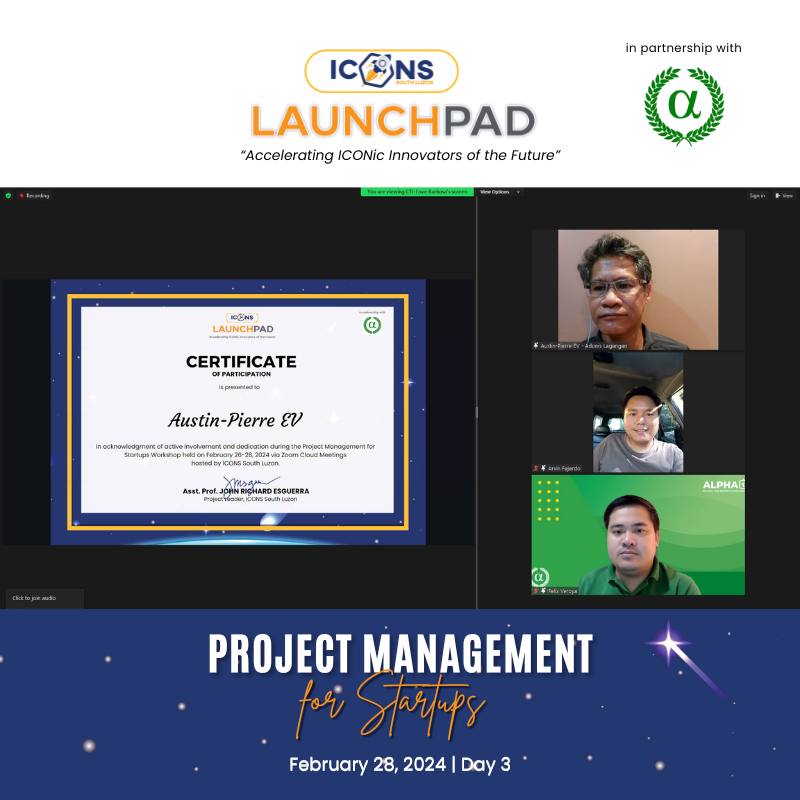 in partnership with
ICONS
SOUTH LUZON
α
LAUNCHPAD
“Accelerating ICONic Innovators of the Future”
Recording
View Options
Sign in
View
in partnership with
ICONS
LAUNCHPAD
α
CERTIFICATE
OF PARTICIPATION
is presented to
Austin-Pierre EV
In acknowledgment of active involvement and dedication during the Project Management for
Startups Workshop held on February 26-28, 2024 via Zoom Cloud Meetings
hosted by ICONS South Luzon.
Asst. Prof. JOHN RICHARD ESGUERRA
Project Leader, ICONS South Luzon
Click to join audio
Austin-Pierre EV - Adonis Lagangan
Arvin Fajardo
ALPHA
α
PROJECT MANAGEMENT
for Startups
February 28, 2024 | Day 3